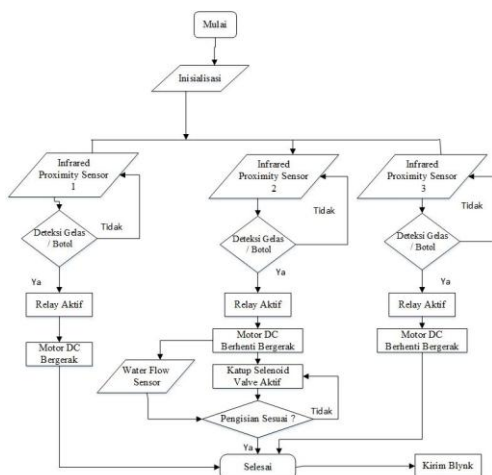 Mulai
Inisialisasi
Infrared
Proximity Sensor
1
Tidak
Deteksi Gelas
/ Botol
Ya
Relay Aktif
Motor DC
Bergerak
Infrared
Proximity Sensor
2
Tidak
Deteksi Gelas
/ Botol
Ya
Relay Aktif
Motor DC
Berhenti Bergerak
Water Flow
Sensor
Katup Selenoid
Valve Aktif
Pengisian Sesuai ?
Tidak
Ya
Infrared
Proximity Sensor
3
Tidak
Deteksi Gelas
/ Botol
Ya
Relay Aktif
Motor DC
Berhenti Bergerak
Selesai
Kirim Blynk